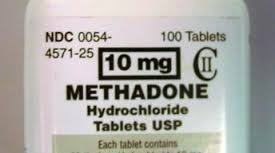 NDC 0054-
4571-25
100 Tablets
10 mg
CII
METHADONE
Hydrochloride
Tablets USP
Each tablet contains